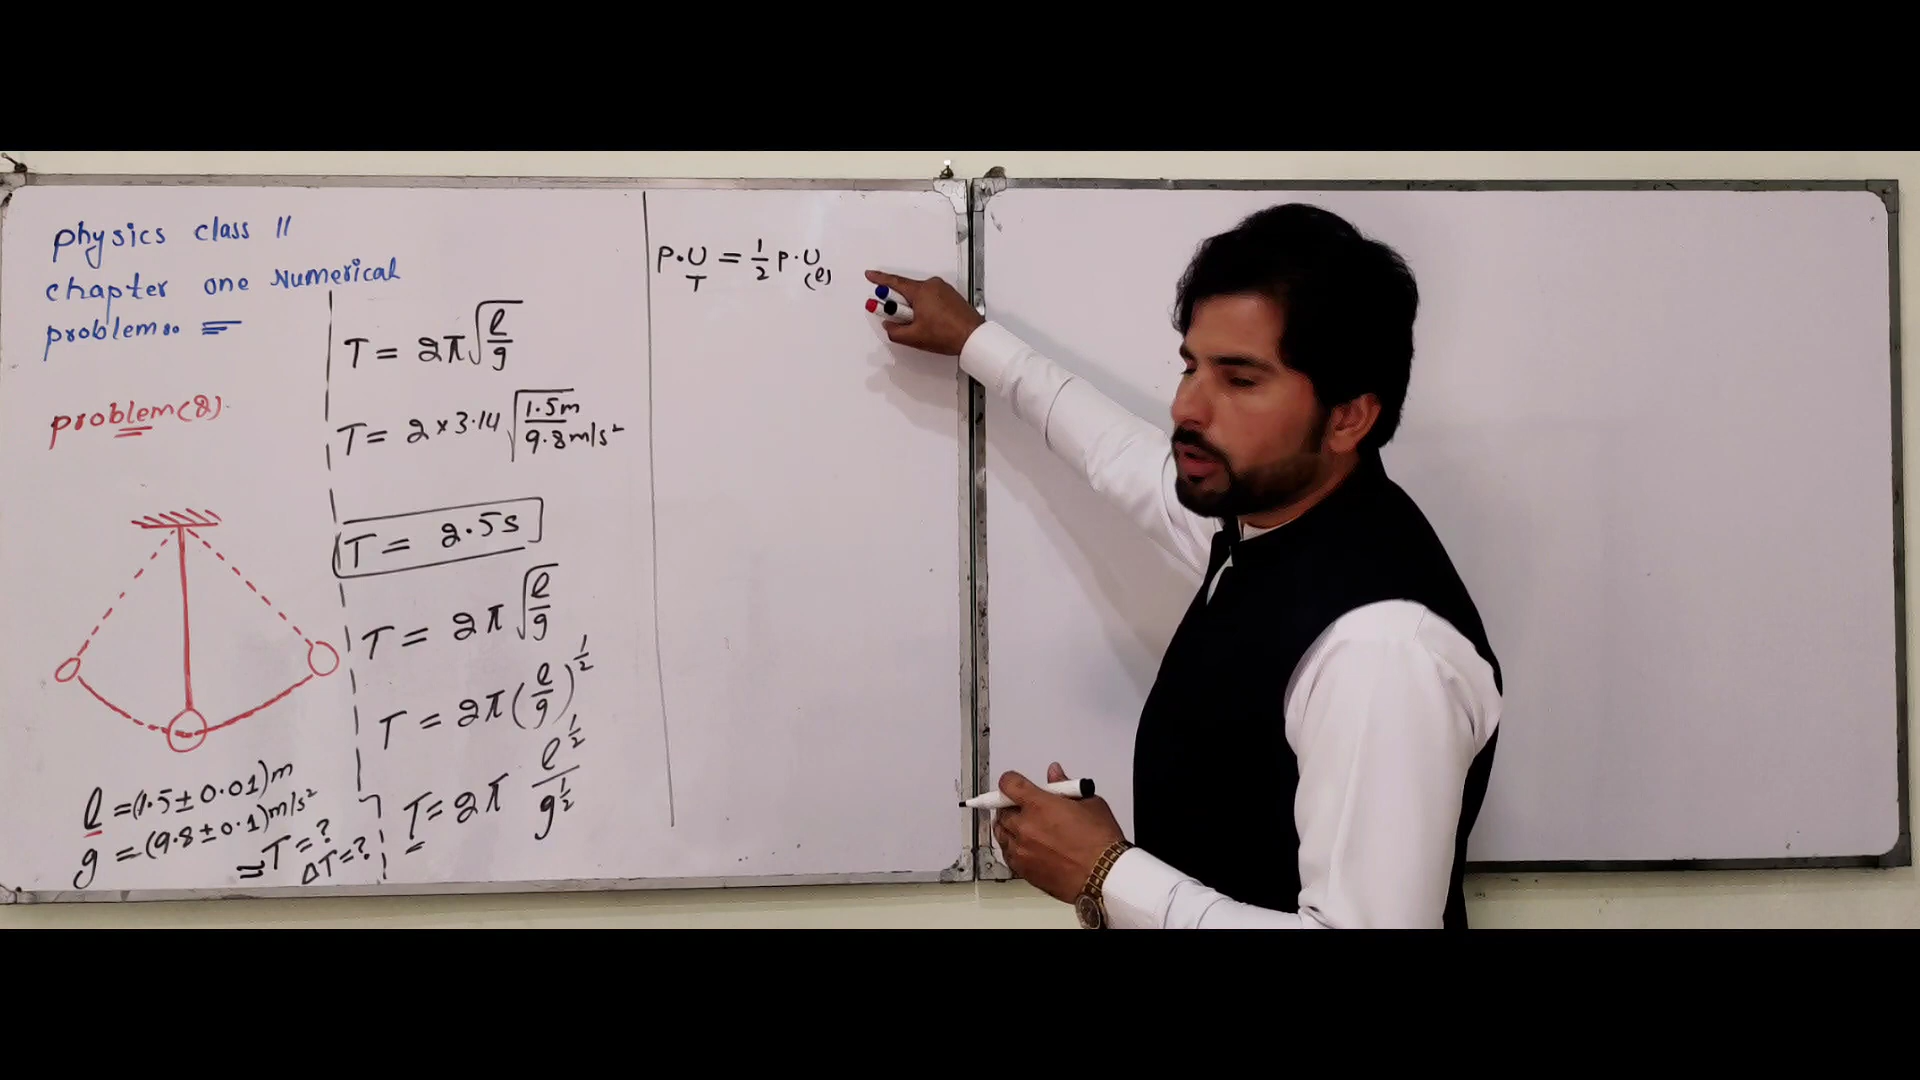 physics class 11
chapter one Numerical
problem
problem(8).
l = (1.5 ± 0.01)m
g = (9.8 ± 0.1)m/s²
T = ?
ΔT = ?
T = 2π√(l/g)
T = 2 × 3.14 √(1.5m/9.8m/s²)
T = 2.5s
T = 2π√(l/g)
T = 2π(l/g)^½
T = 2π l^½/g^½
P.U = ½ P.U
T (l)